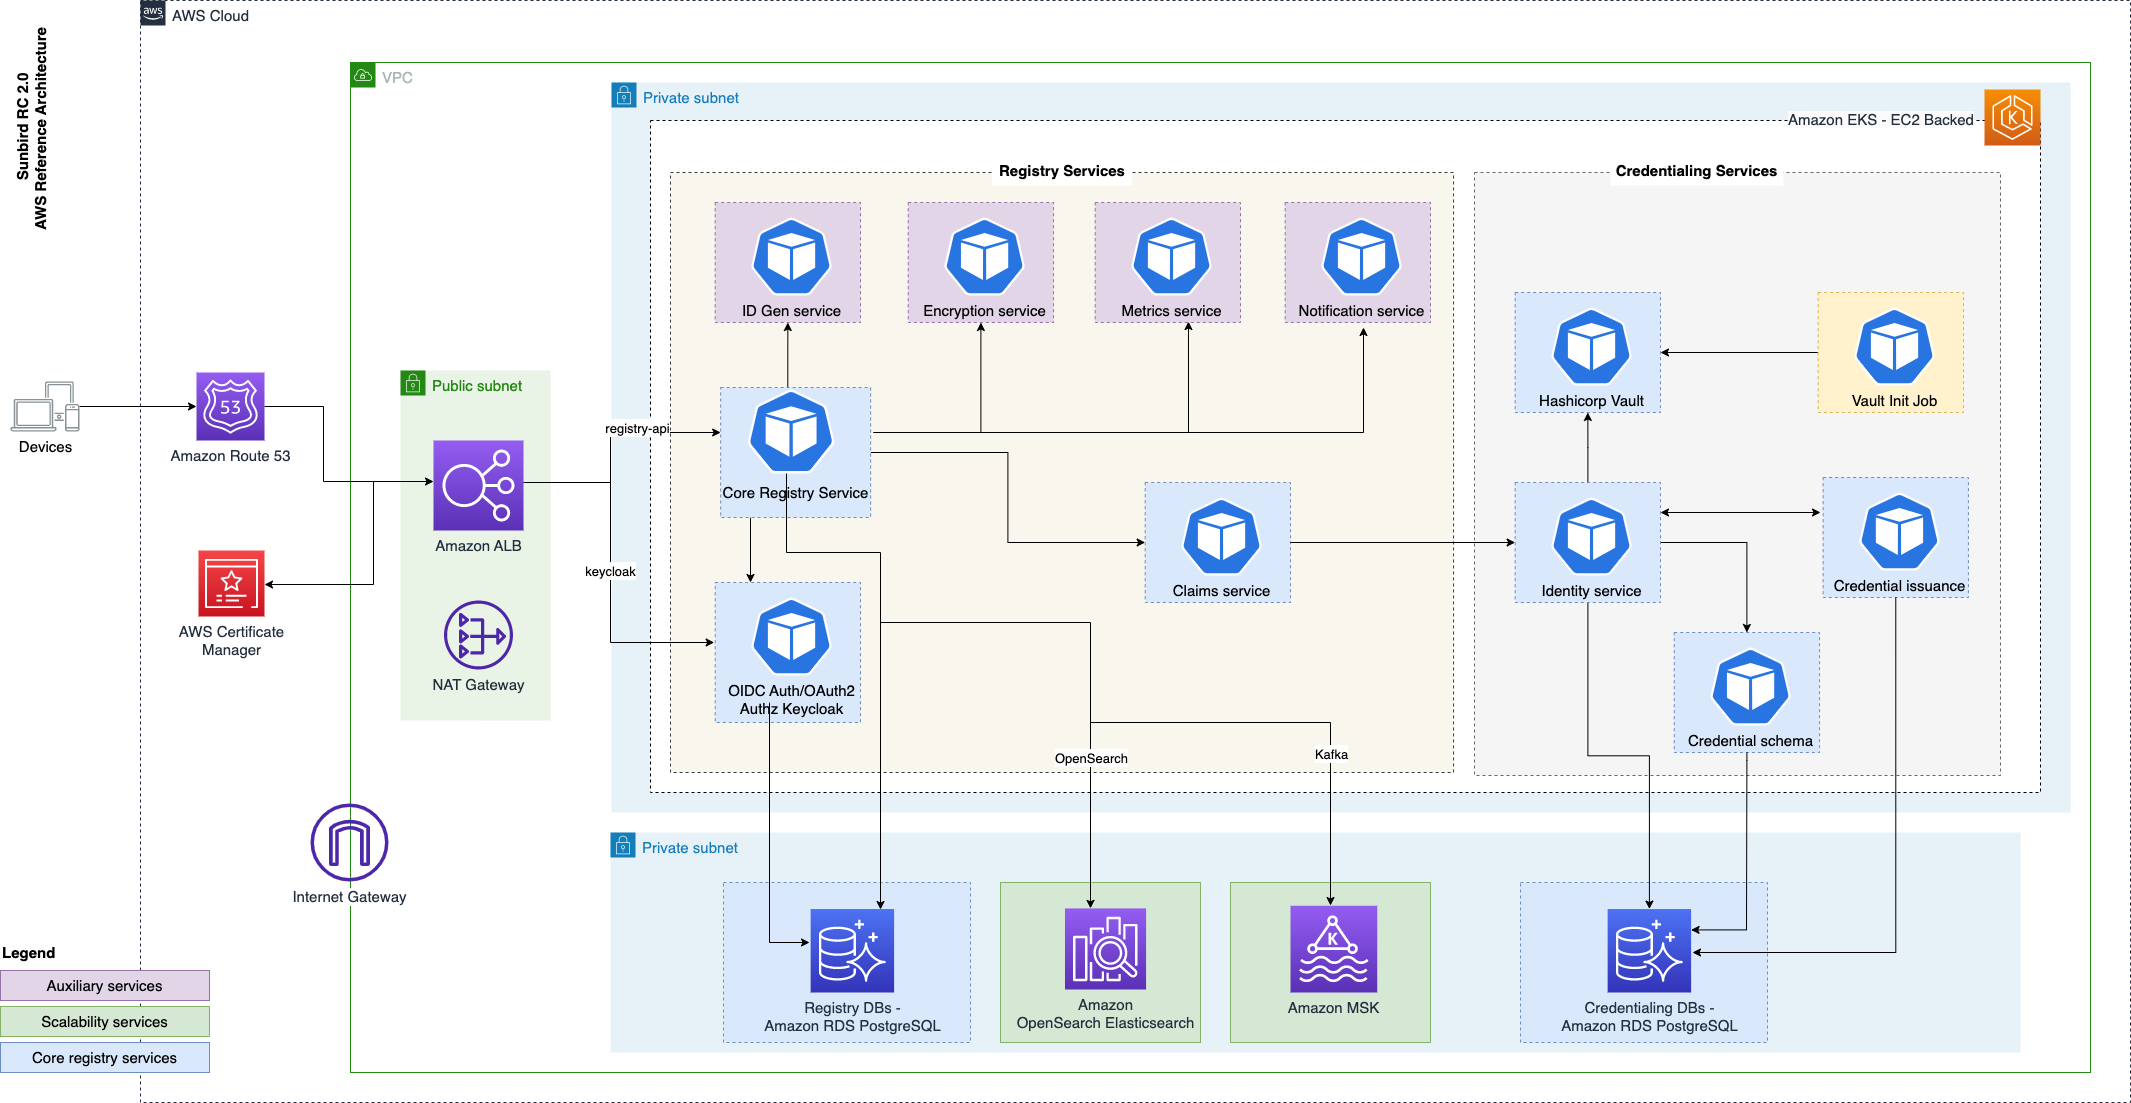 aws
AWS Cloud
Sunbird RC 2.0
AWS Reference Architecture
VPC
Private subnet
Amazon EKS - EC2 Backed
K
Registry Services
Credentialing Services
ID Gen service
Encryption service
Metrics service
Notification service
Hashicorp Vault
Vault Init Job
Public subnet
Devices
53
Amazon Route 53
registry-api
Core Registry Service
Amazon ALB
keycloak
Claims service
Identity service
Credential issuance
AWS Certificate
Manager
NAT Gateway
OIDC Auth/OAuth2
Authz Keycloak
Credential schema
OpenSearch
Kafka
Internet Gateway
Private subnet
K
Registry DBs -
Amazon RDS PostgreSQL
Amazon
OpenSearch Elasticsearch
Amazon MSK
Credentialing DBs -
Amazon RDS PostgreSQL
Legend
Auxiliary services
Scalability services
Core registry services